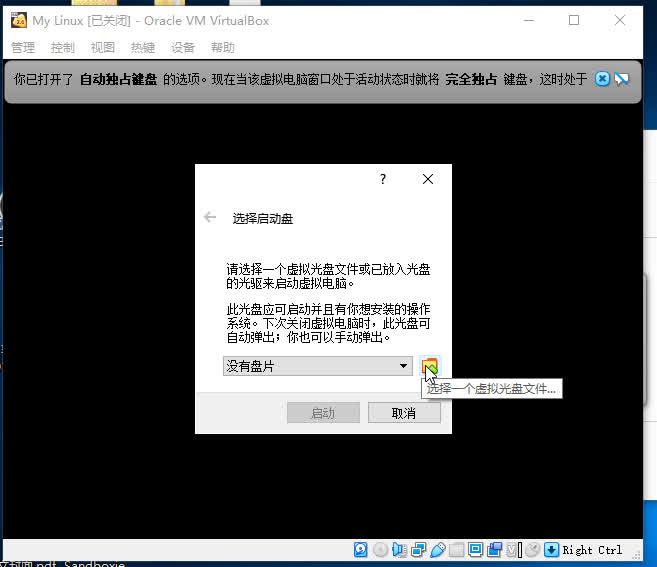 My Linux [已关闭] - Oracle VM VirtualBox
管理 控制 视图 热键 设备 帮助
你已打开了 自动独占键盘 的选项。现在当该虚拟电脑窗口处于活动状态时就将 完全独占 键盘，这时处于
?
选择启动盘
请选择一个虚拟光盘文件或已放入光盘
的光驱来启动虚拟电脑。
此光盘应可启动并且有你想安装的操作
系统。下次关闭虚拟电脑时，此光盘可
自动弹出；你也可以手动弹出。
没有盘片
选择一个虚拟光盘文件...
启动 取消
Right Ctrl
Sandboxie